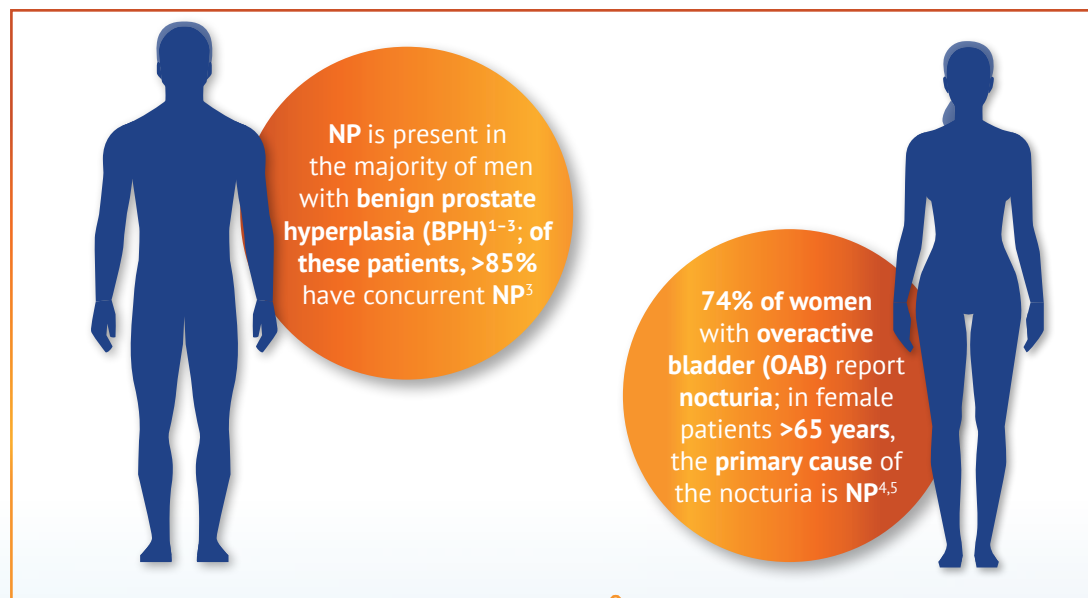 NP is present in
the majority of men
with benign prostate
hyperplasia (BPH)¹⁻³; of
these patients, >85%
have concurrent NP³
74% of women
with overactive
bladder (OAB) report
nocturia; in female
patients >65 years,
the primary cause of
the nocturia is NP⁴,⁵